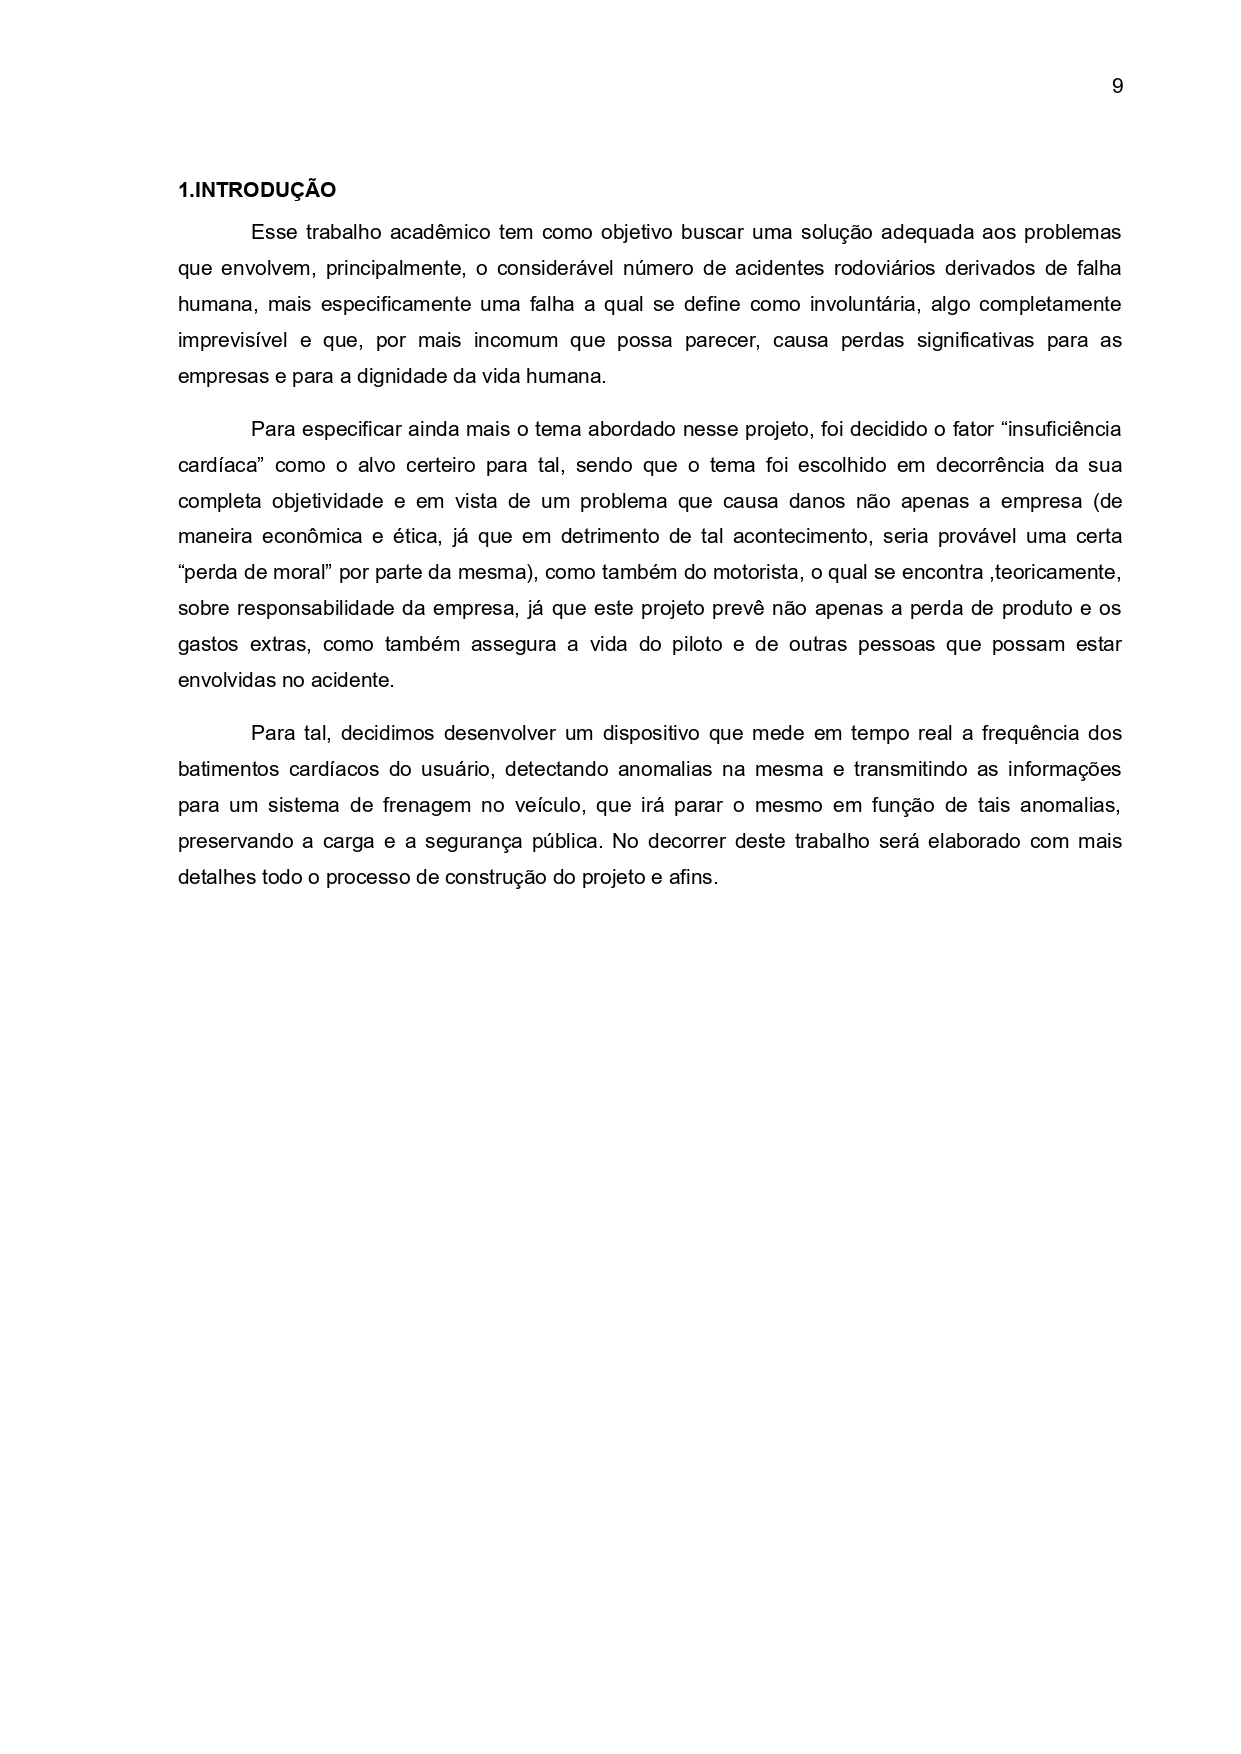 9
1.INTRODUÇÃO
Esse trabalho acadêmico tem como objetivo buscar uma solução adequada aos problemas
que envolvem, principalmente, o considerável número de acidentes rodoviários derivados de falha
humana, mais especificamente uma falha a qual se define como involuntária, algo completamente
imprevisível e que, por mais incomum que possa parecer, causa perdas significativas para as
empresas e para a dignidade da vida humana.
Para especificar ainda mais o tema abordado nesse projeto, foi decidido o fator “insuficiência
cardíaca” como o alvo certeiro para tal, sendo que o tema foi escolhido em decorrência da sua
completa objetividade e em vista de um problema que causa danos não apenas a empresa (de
maneira econômica e ética, já que em detrimento de tal acontecimento, seria provável uma certa
“perda de moral” por parte da mesma), como também do motorista, o qual se encontra ,teoricamente,
sobre responsabilidade da empresa, já que este projeto prevê não apenas a perda de produto e os
gastos extras, como também assegura a vida do piloto e de outras pessoas que possam estar
envolvidas no acidente.
Para tal, decidimos desenvolver um dispositivo que mede em tempo real a frequência dos
batimentos cardíacos do usuário, detectando anomalias na mesma e transmitindo as informações
para um sistema de frenagem no veículo, que irá parar o mesmo em função de tais anomalias,
preservando a carga e a segurança pública. No decorrer deste trabalho será elaborado com mais
detalhes todo o processo de construção do projeto e afins.